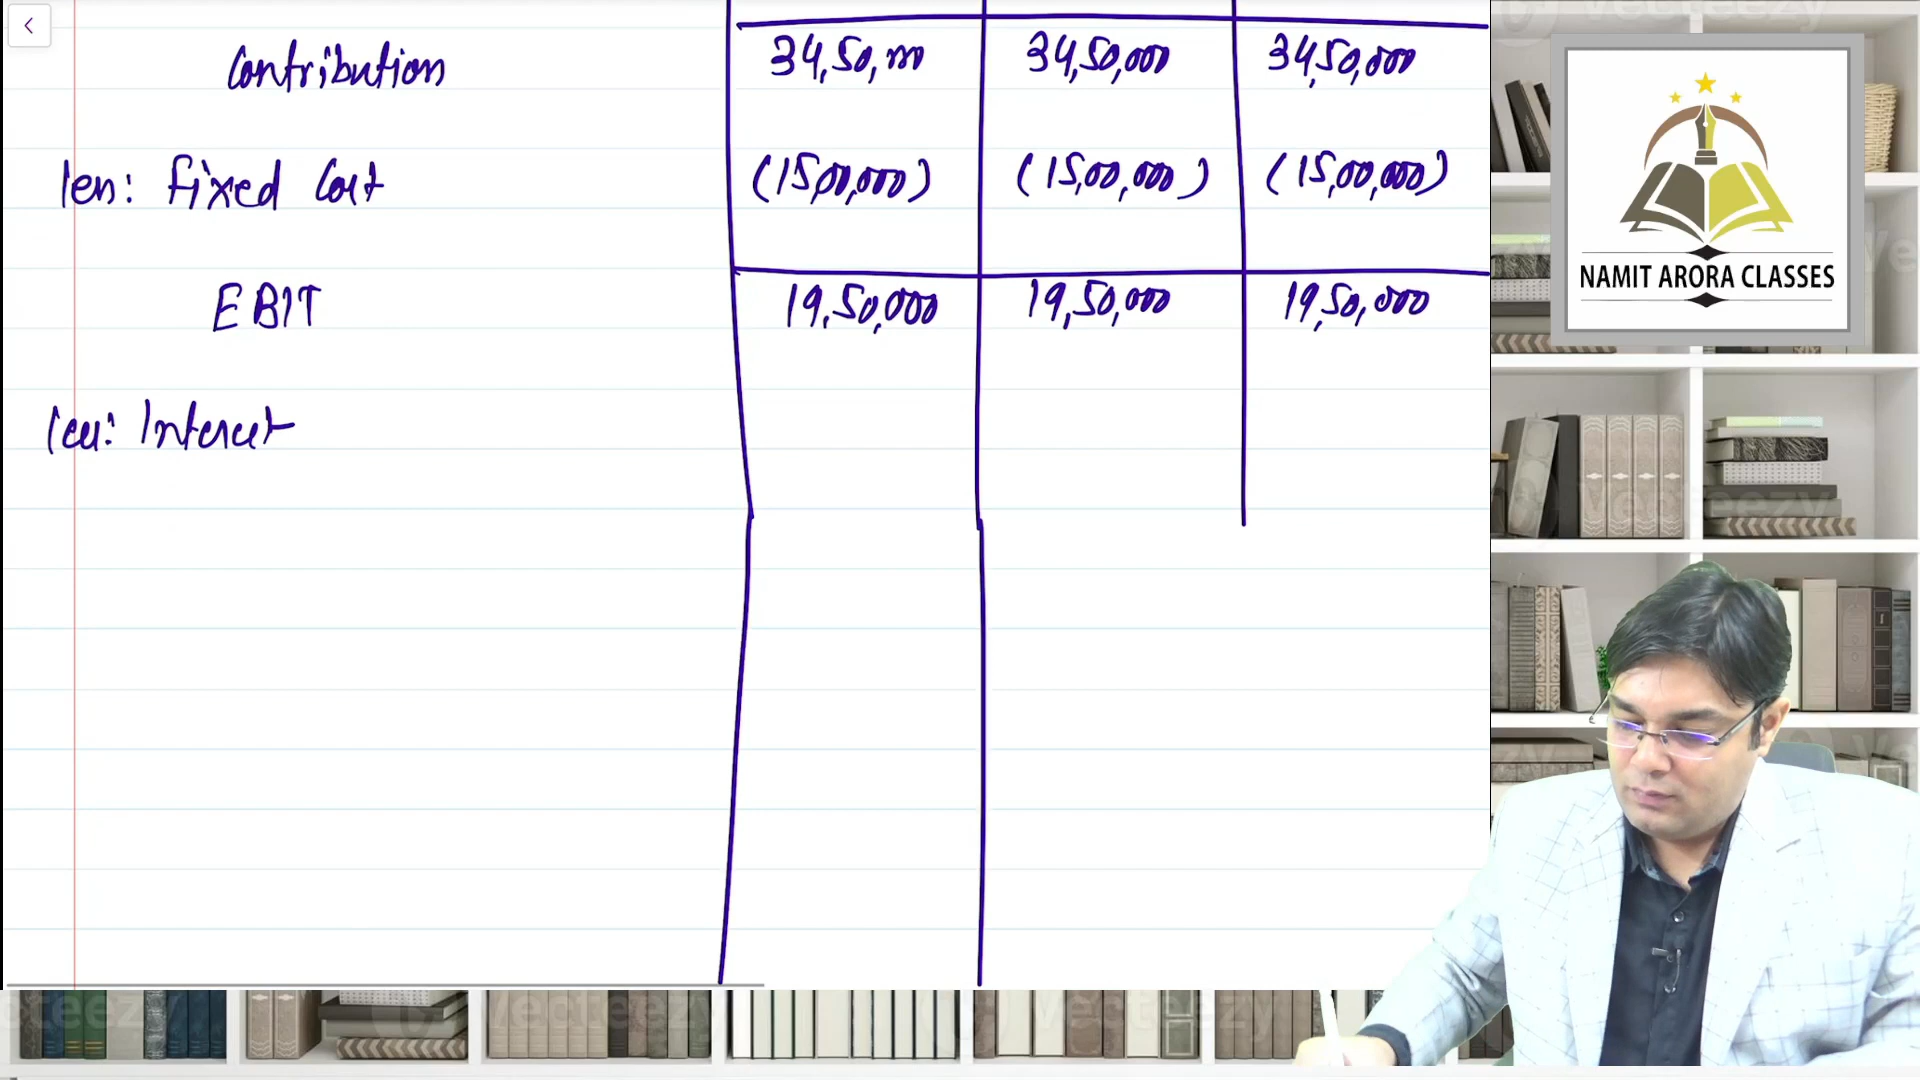 Contribution 34,50,000 34,50,000 34,50,000
less: Fixed Cost (15,00,000) (15,00,000) (15,00,000)
EBIT 19,50,000 19,50,000 19,50,000
less: Interest
NAMIT ARORA CLASSES
vecteezy